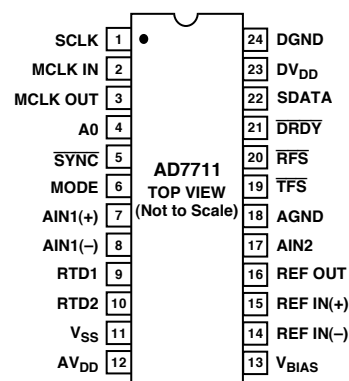 SCLK 1
MCLK IN 2
MCLK OUT 3
A0 4
SYNC 5
MODE 6
AIN1(+) 7
AIN1(–) 8
RTD1 9
RTD2 10
VSS 11
AVDD 12
AD7711
TOP VIEW
(Not to Scale)
24 DGND
23 DVDD
22 SDATA
21 DRDY
20 RFS
19 TFS
18 AGND
17 AIN2
16 REF OUT
15 REF IN(+)
14 REF IN(–)
13 VBIAS